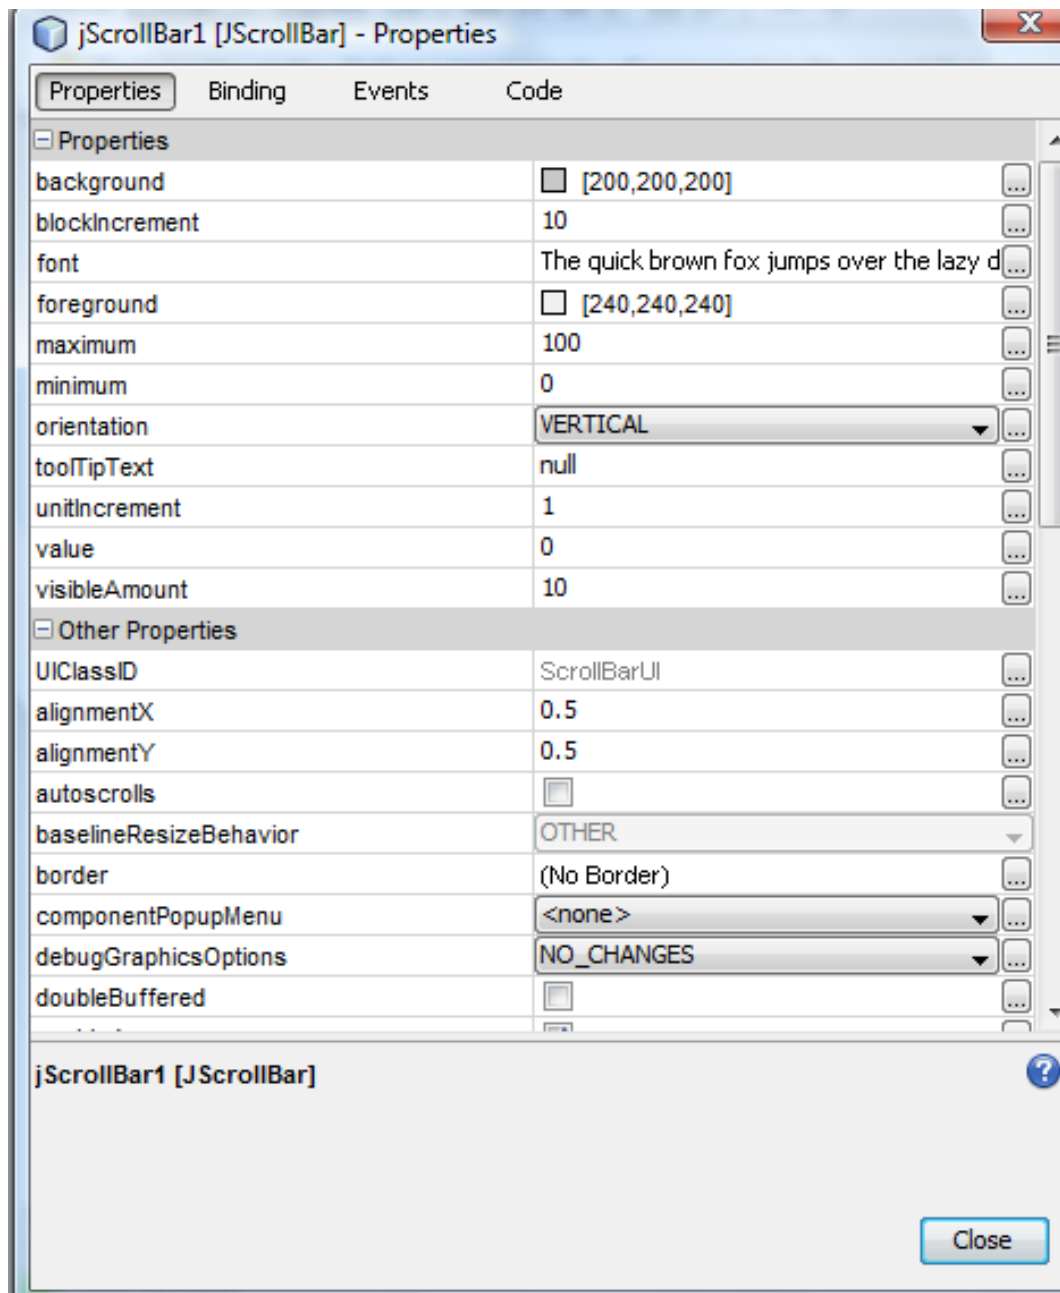 jScrollBar1 [JScrollBar] - Properties
Properties Binding Events Code
Properties
background [200,200,200] ...
blockIncrement 10 ...
font The quick brown fox jumps over the lazy d ...
foreground [240,240,240] ...
maximum 100 ...
minimum 0 ...
orientation VERTICAL ...
toolTipText null ...
unitIncrement 1 ...
value 0 ...
visibleAmount 10 ...
Other Properties
UIClassID ScrollBarUI ...
alignmentX 0.5 ...
alignmentY 0.5 ...
autoscrolls ...
baselineResizeBehavior OTHER
border (No Border) ...
componentPopupMenu <none> ...
debugGraphicsOptions NO_CHANGES ...
doubleBuffered ...
jScrollBar1 [JScrollBar]
Close